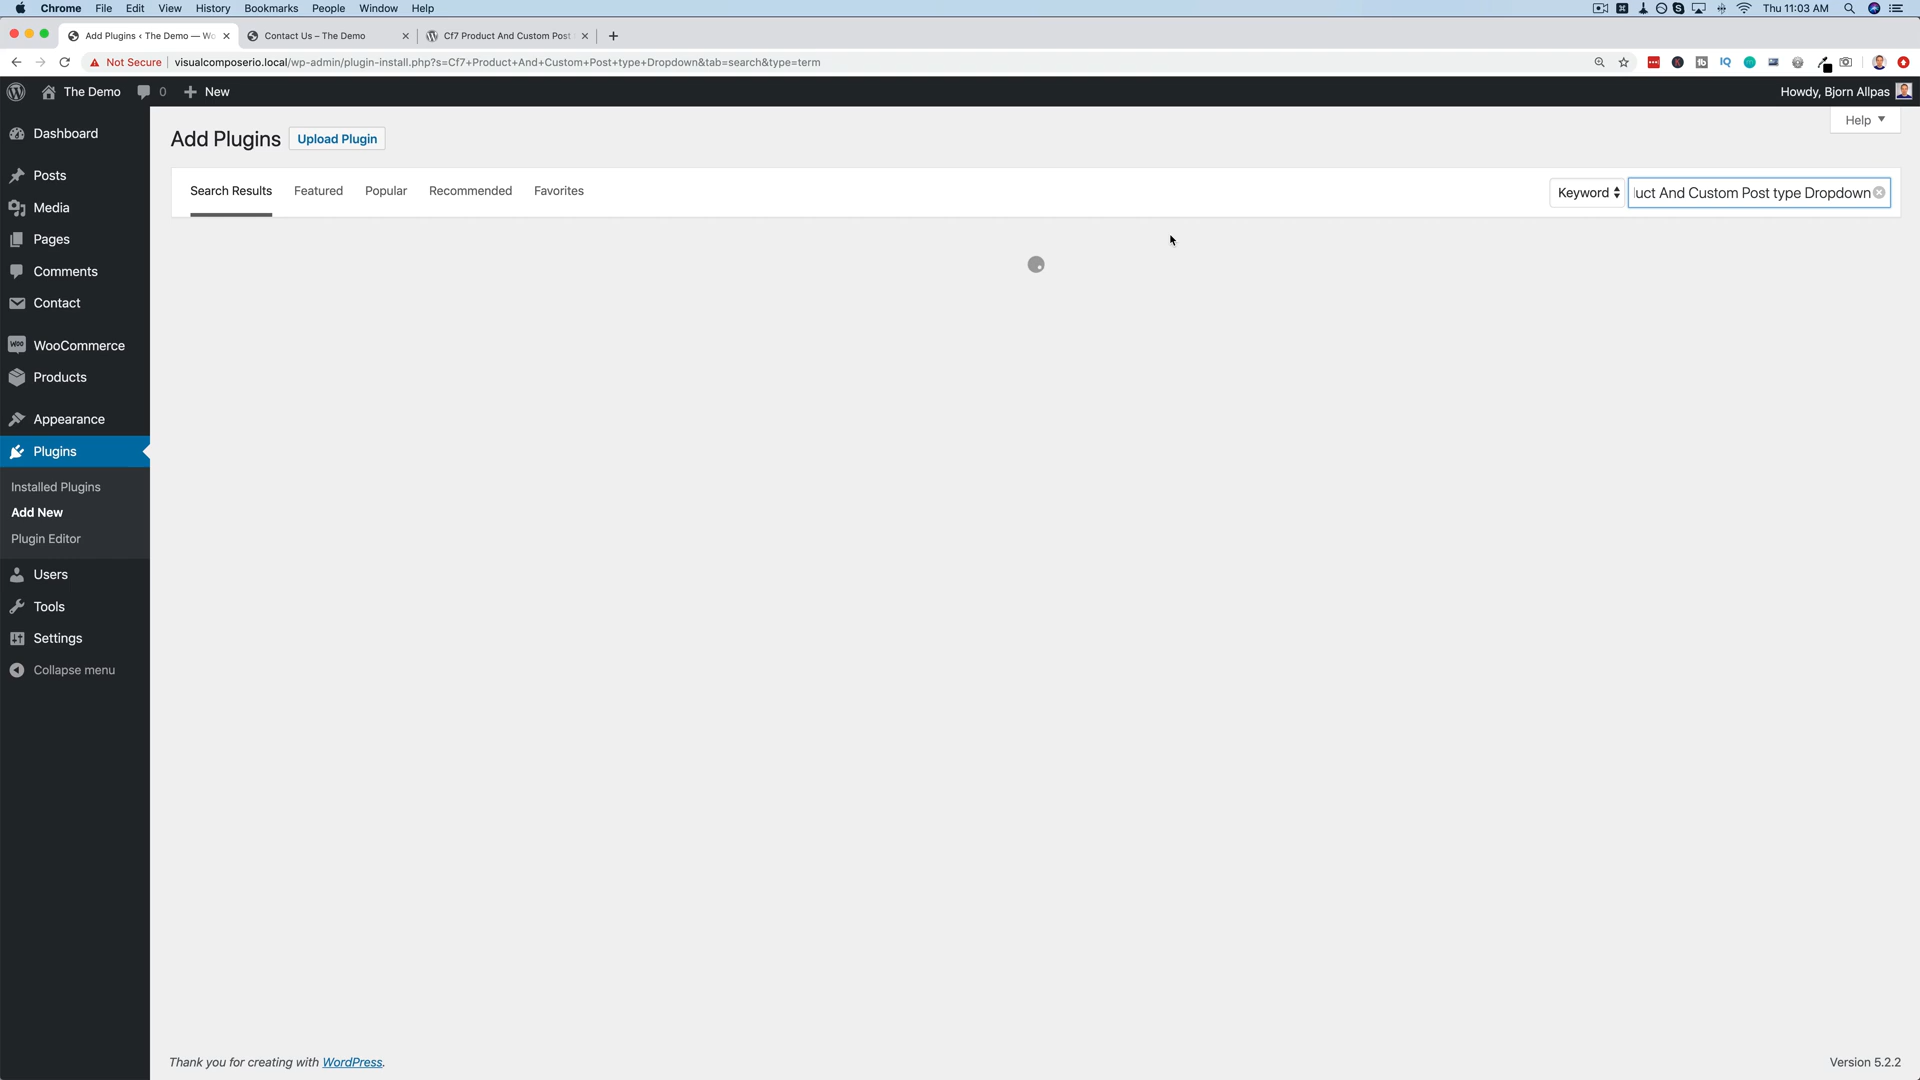 Chrome File Edit View History Bookmarks People Window Help
Thu 11:03 AM
Add Plugins ‹ The Demo — Wo
Contact Us – The Demo
Cf7 Product And Custom Post
Not Secure
visualcomposerio.local/wp-admin/plugin-install.php?s=Cf7+Product+And+Custom+Post+type+Dropdown&tab=search&type=term
IQ
The Demo
0
New
Howdy, Bjorn Allpas
Help
Add Plugins
Upload Plugin
Search Results
Featured
Popular
Recommended
Favorites
Keyword
uct And Custom Post type Dropdown
Dashboard
Posts
Media
Pages
Comments
Contact
WooCommerce
Products
Appearance
Plugins
Installed Plugins
Add New
Plugin Editor
Users
Tools
Settings
Collapse menu
Thank you for creating with WordPress.
Version 5.2.2